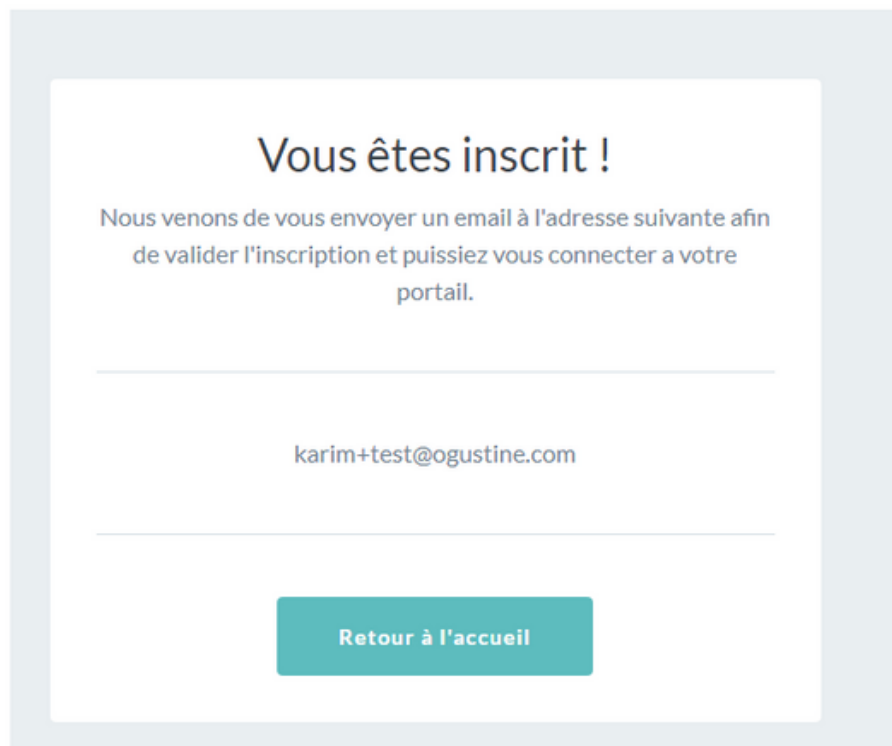 Vous êtes inscrit !
Nous venons de vous envoyer un email à l'adresse suivante afin
de valider l'inscription et puissiez vous connecter a votre
portail.
karim+test@ogustine.com
Retour à l'accueil